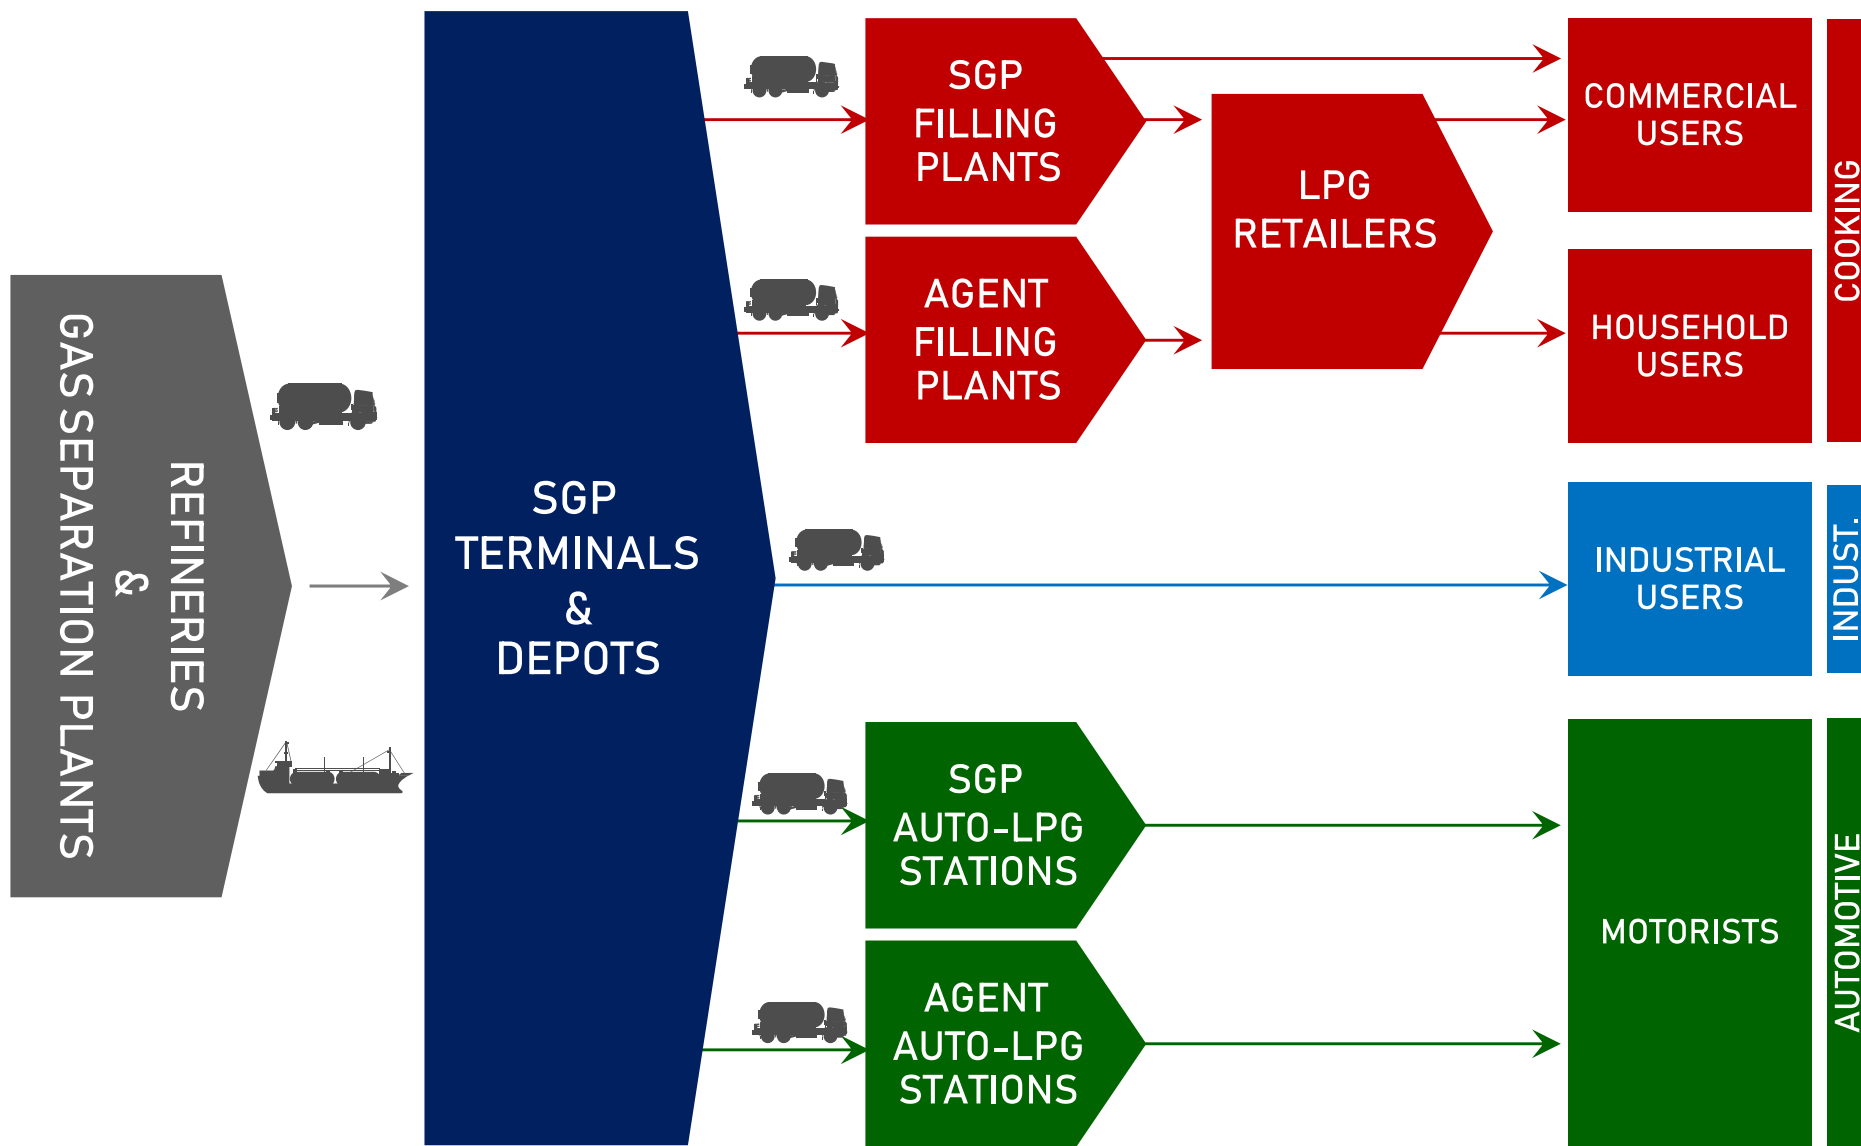 REFINERIES
&
GAS SEPARATION PLANTS
SGP
TERMINALS
&
DEPOTS
SGP
FILLING
PLANTS
AGENT
FILLING
PLANTS
LPG
RETAILERS
COMMERCIAL
USERS
HOUSEHOLD
USERS
COOKING
INDUSTRIAL
USERS
INDUST.
SGP
AUTO-LPG
STATIONS
AGENT
AUTO-LPG
STATIONS
MOTORISTS
AUTOMOTIVE